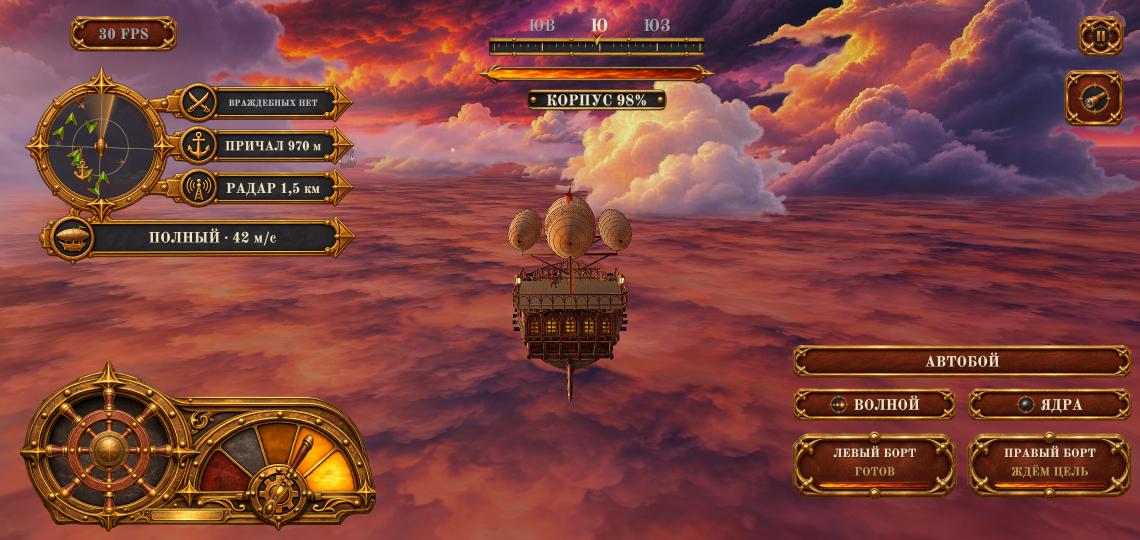 30 FPS
ЮВ Ю ЮЗ
КОРПУС 98%
ВРАЖДЕБНЫХ НЕТ
ПРИЧАЛ 970 м
РАДАР 1,5 км
ПОЛНЫЙ · 42 м/с
АВТОБОЙ
ВОЛНОЙ
ЯДРА
ЛЕВЫЙ БОРТ
ГОТОВ
ПРАВЫЙ БОРТ
ЖДЁМ ЦЕЛЬ